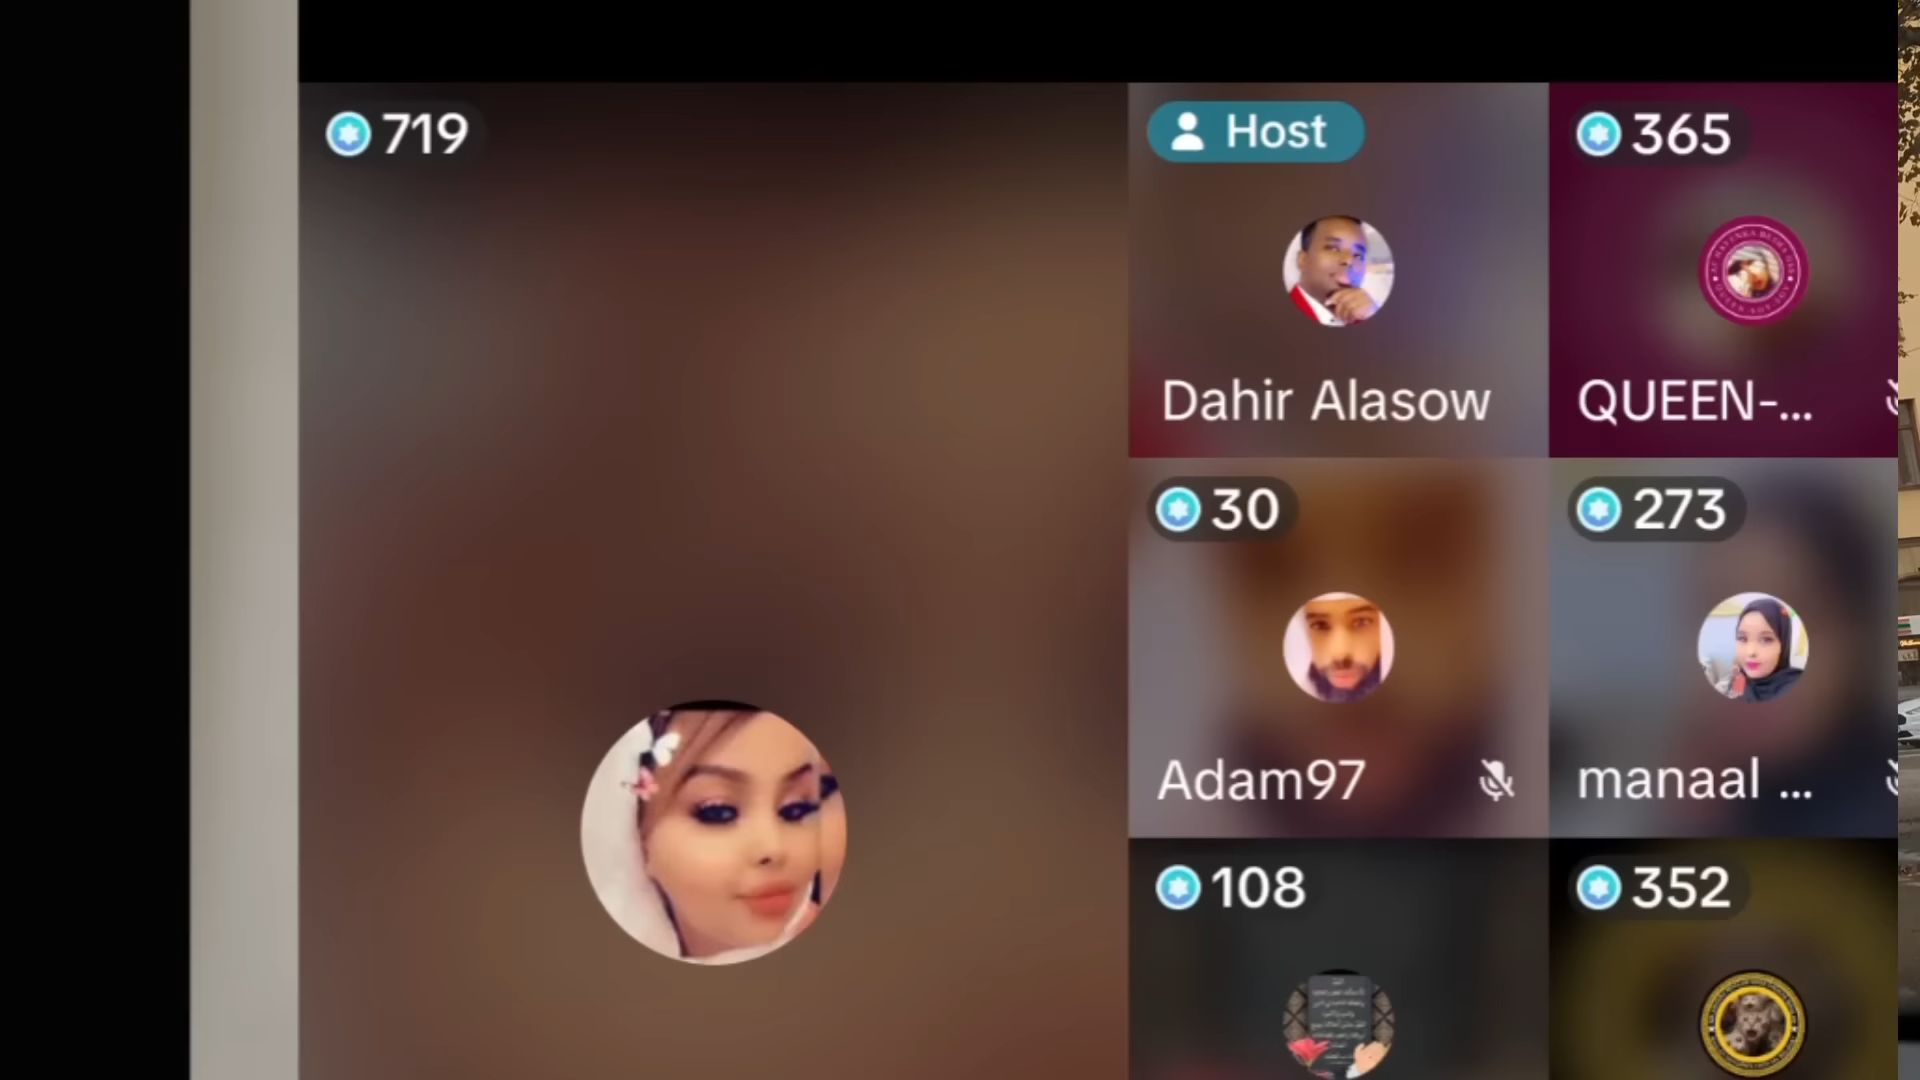 719
Host
Dahir Alasow
365
QUEEN-...
30
Adam97
273
manaal ...
108
352